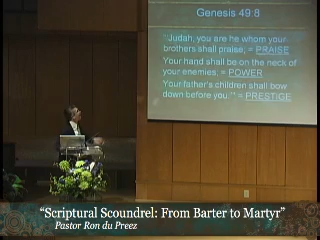 Genesis 49:8
"'Judah, you are he whom your
brothers shall praise; = PRAISE
Your hand shall be on the neck of
your enemies; = POWER
Your father's children shall bow
down before you.'" = PRESTIGE
"Scriptural Scoundrel: From Barter to Martyr"
Pastor Ron du Preez